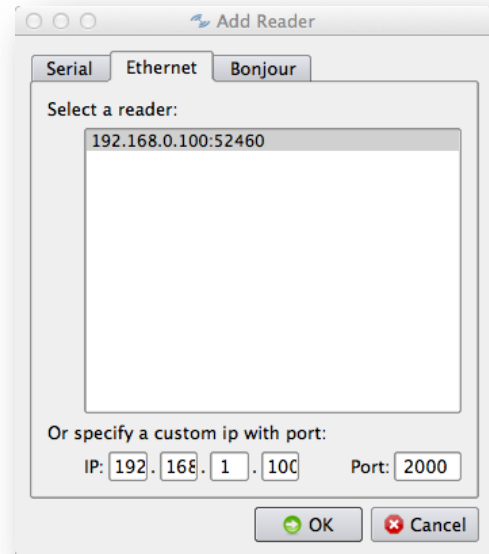 Add Reader
Serial Ethernet Bonjour
Select a reader:
192.168.0.100:52460
Or specify a custom ip with port:
IP: 192 . 168 . 1 . 100 Port: 2000
OK Cancel